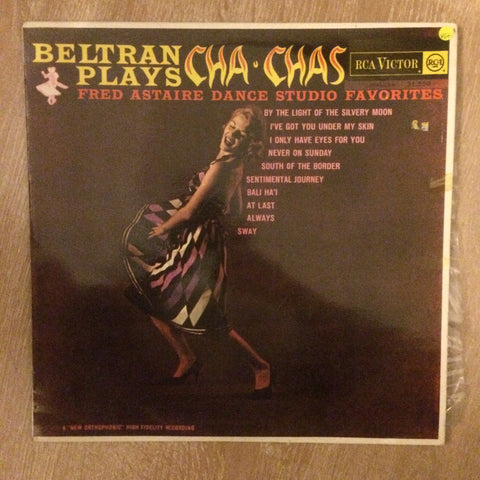 BELTRAN
PLAYS
CHA·CHAS
RCA VICTOR
RCA
FRED ASTAIRE DANCE STUDIO FAVORITES
BY THE LIGHT OF THE SILVERY MOON
I'VE GOT YOU UNDER MY SKIN
I ONLY HAVE EYES FOR YOU
NEVER ON SUNDAY
SOUTH OF THE BORDER
SENTIMENTAL JOURNEY
BALI HA'I
AT LAST
ALWAYS
SWAY
A "NEW ORTHOPHONIC" HIGH FIDELITY RECORDING